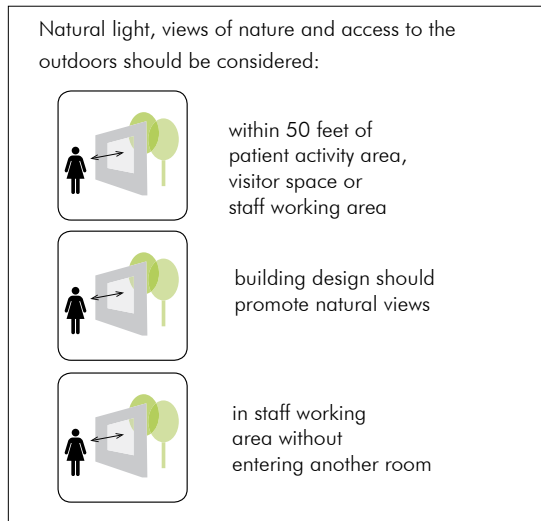 Natural light, views of nature and access to the
outdoors should be considered:
within 50 feet of
patient activity area,
visitor space or
staff working area
building design should
promote natural views
in staff working
area without
entering another room